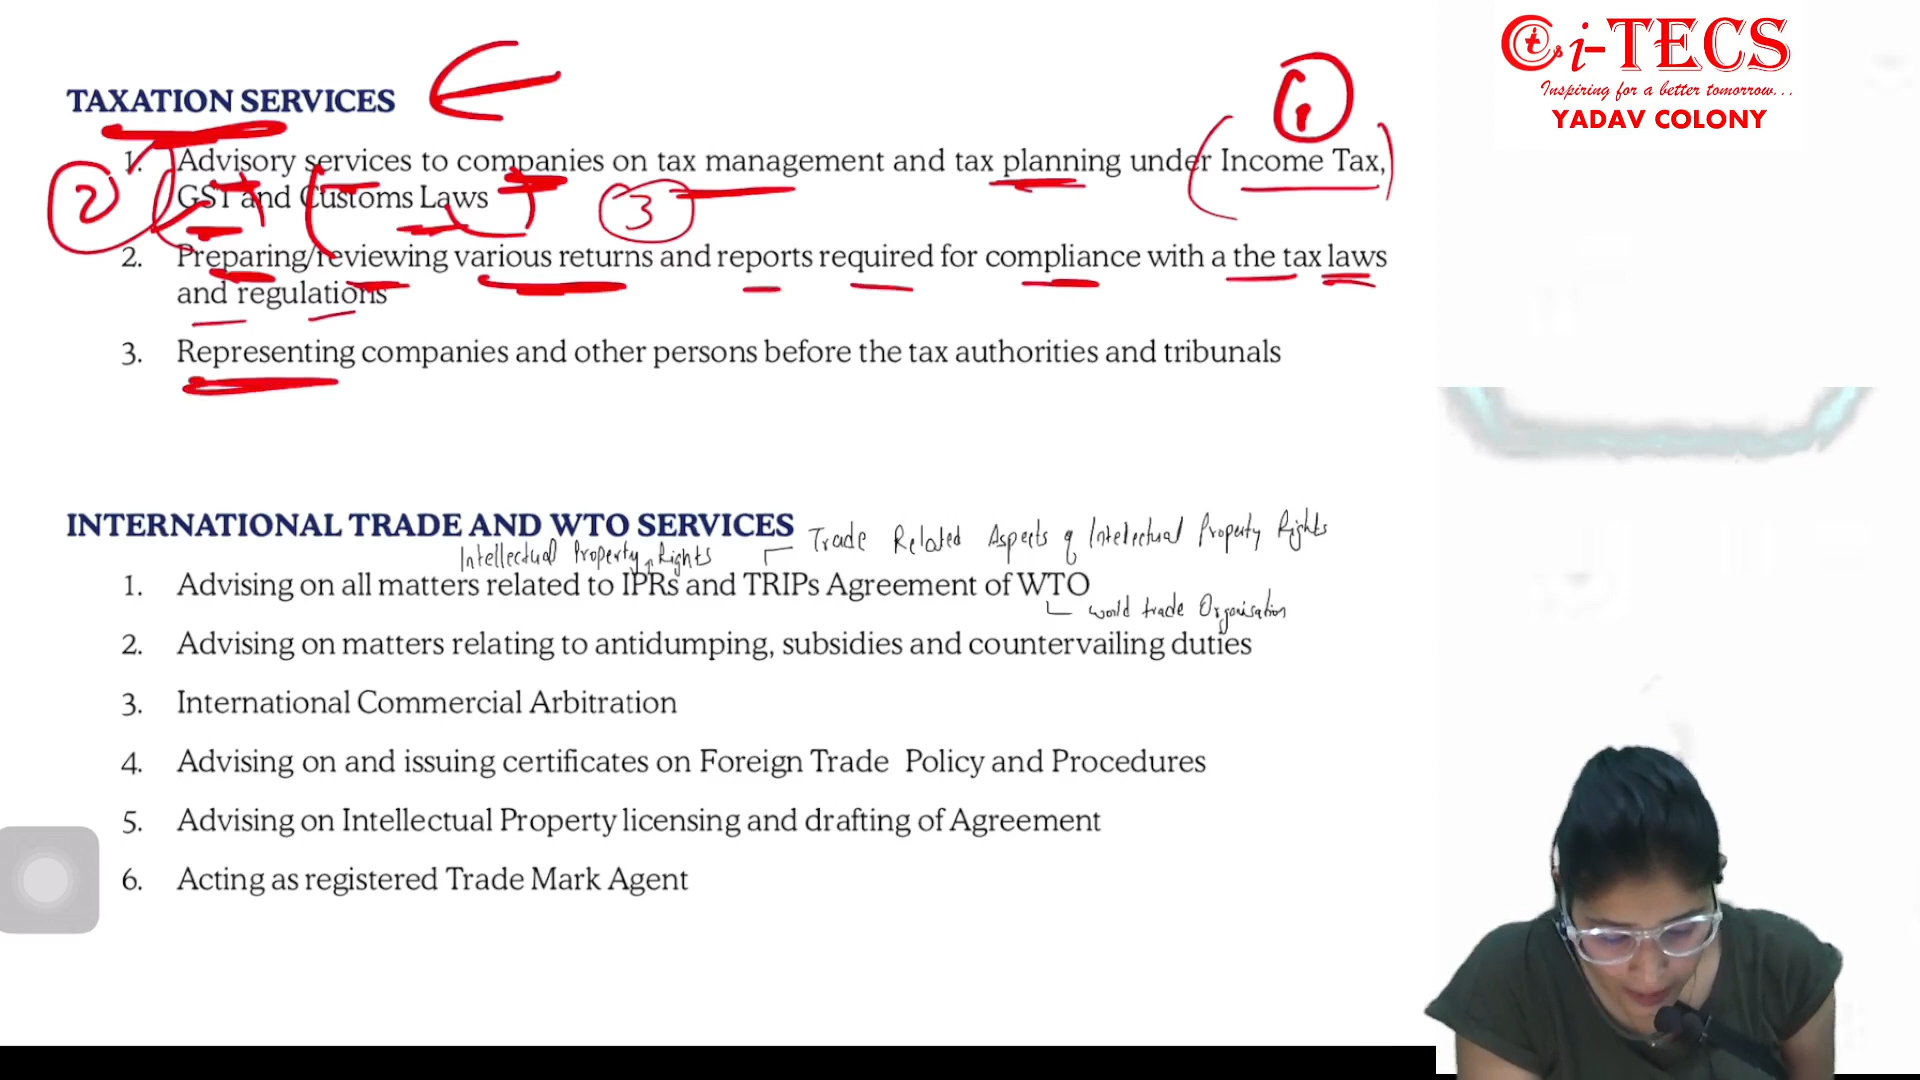 i-TECS
Inspiring for a better tomorrow...
YADAV COLONY
TAXATION SERVICES
1
1. Advisory services to companies on tax management and tax planning under Income Tax,
GST and Customs Laws
2
3
2. Preparing/reviewing various returns and reports required for compliance with a the tax laws
and regulations
3. Representing companies and other persons before the tax authorities and tribunals
INTERNATIONAL TRADE AND WTO SERVICES
Trade Related Aspects of Intelectual Property Rights
Intellectual Property Rights
1. Advising on all matters related to IPRs and TRIPs Agreement of WTO
World trade Organisation
2. Advising on matters relating to antidumping, subsidies and countervailing duties
3. International Commercial Arbitration
4. Advising on and issuing certificates on Foreign Trade Policy and Procedures
5. Advising on Intellectual Property licensing and drafting of Agreement
6. Acting as registered Trade Mark Agent